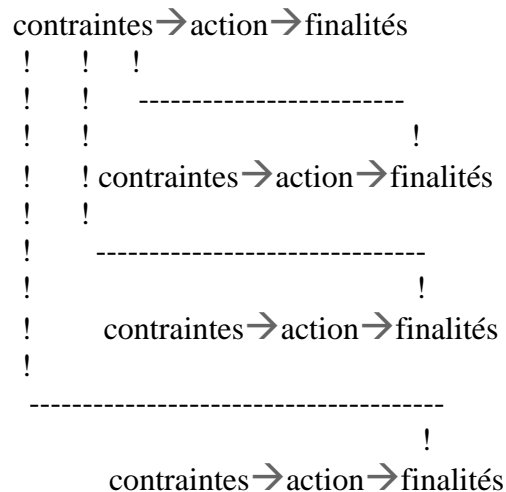 contraintes→action→finalités
! ! !
! ! -------------------------
! ! !
! ! contraintes→action→finalités
! !
! -------------------------------
! !
! contraintes→action→finalités
!
---------------------------------------
!
contraintes→action→finalités